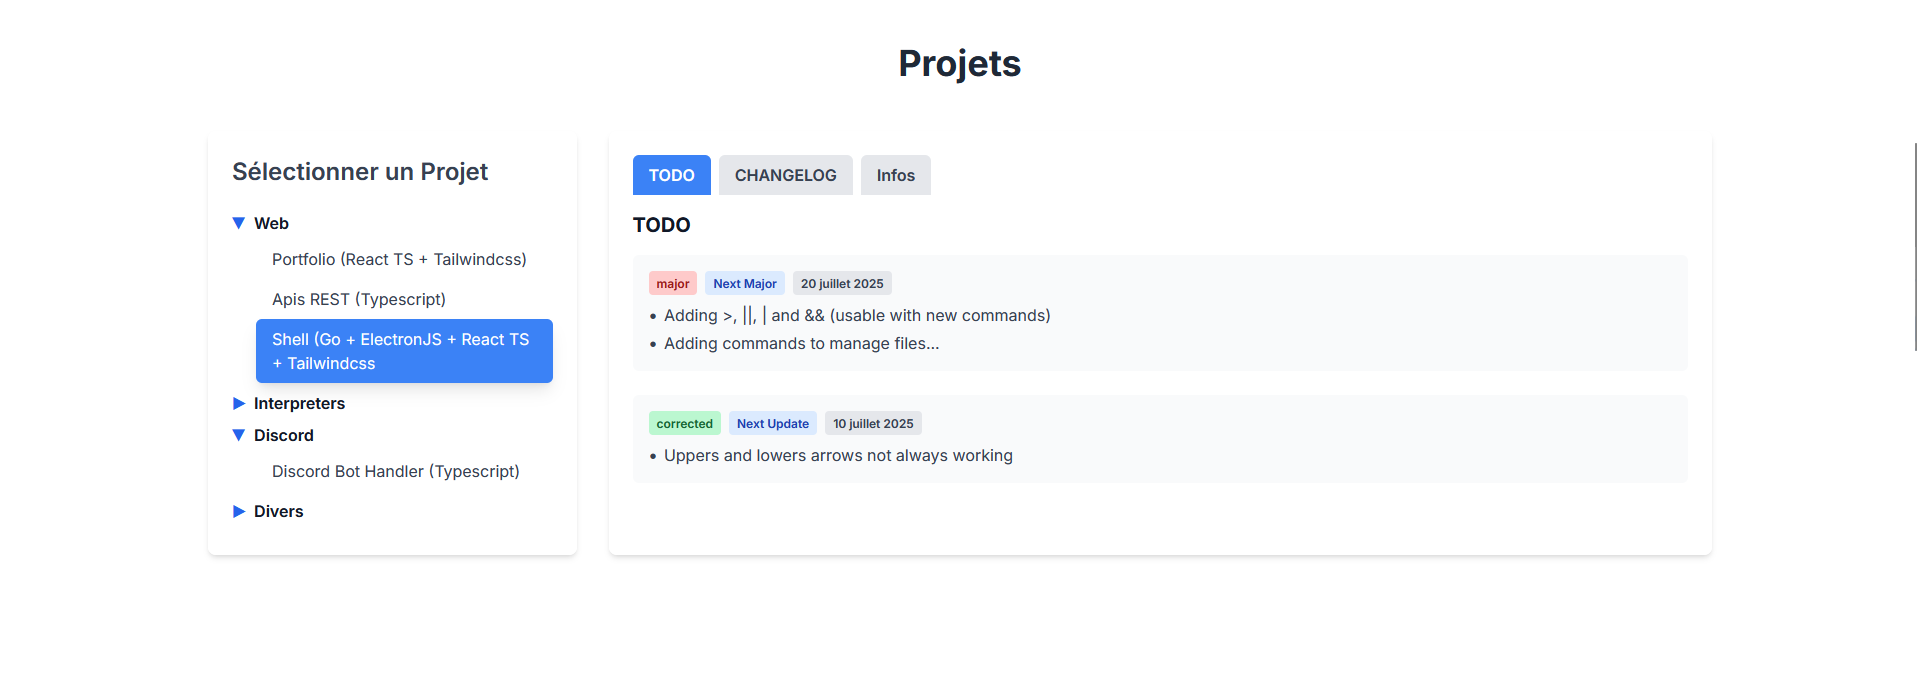 Projets
Sélectionner un Projet
▼ Web
Portfolio (React TS + Tailwindcss)
Apis REST (Typescript)
Shell (Go + ElectronJS + React TS
+ Tailwindcss
▶ Interpreters
▼ Discord
Discord Bot Handler (Typescript)
▶ Divers
TODO CHANGELOG Infos
TODO
major Next Major 20 juillet 2025
• Adding >, ||, | and && (usable with new commands)
• Adding commands to manage files...
corrected Next Update 10 juillet 2025
• Uppers and lowers arrows not always working